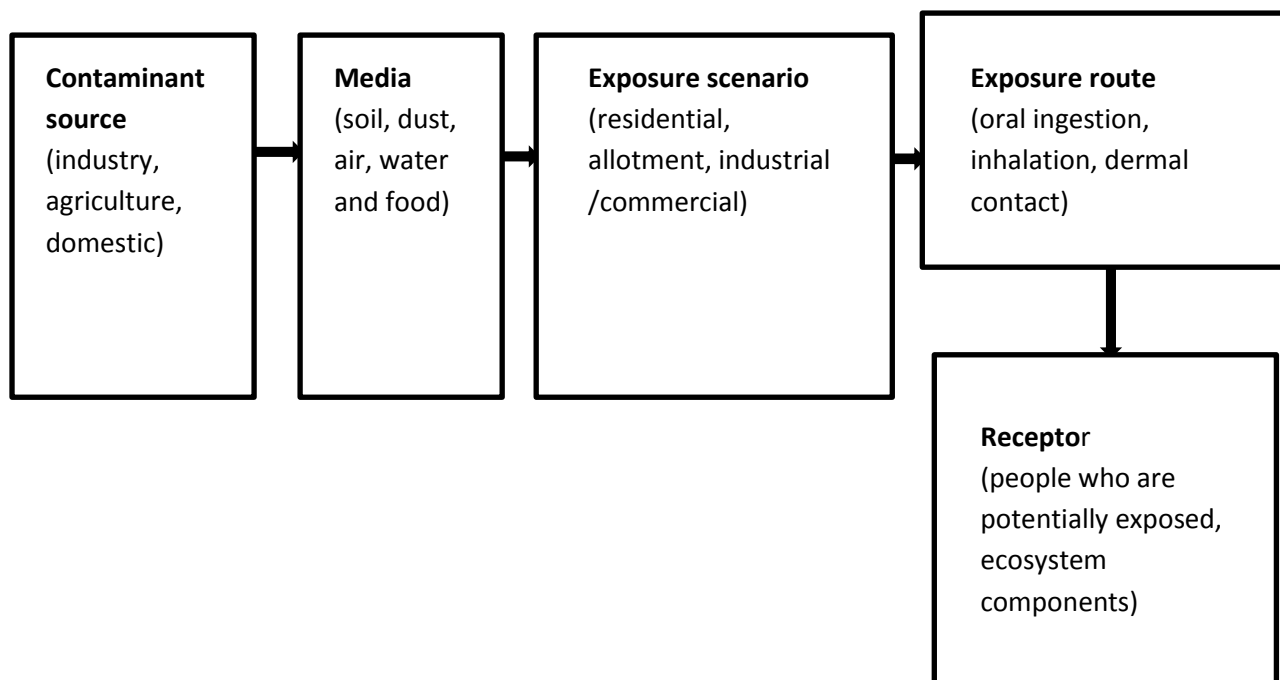 Contaminant
source
(industry,
agriculture,
domestic)
Media
(soil, dust,
air, water
and food)
Exposure scenario
(residential,
allotment, industrial
/commercial)
Exposure route
(oral ingestion,
inhalation, dermal
contact)
Receptor
(people who are
potentially exposed,
ecosystem
components)